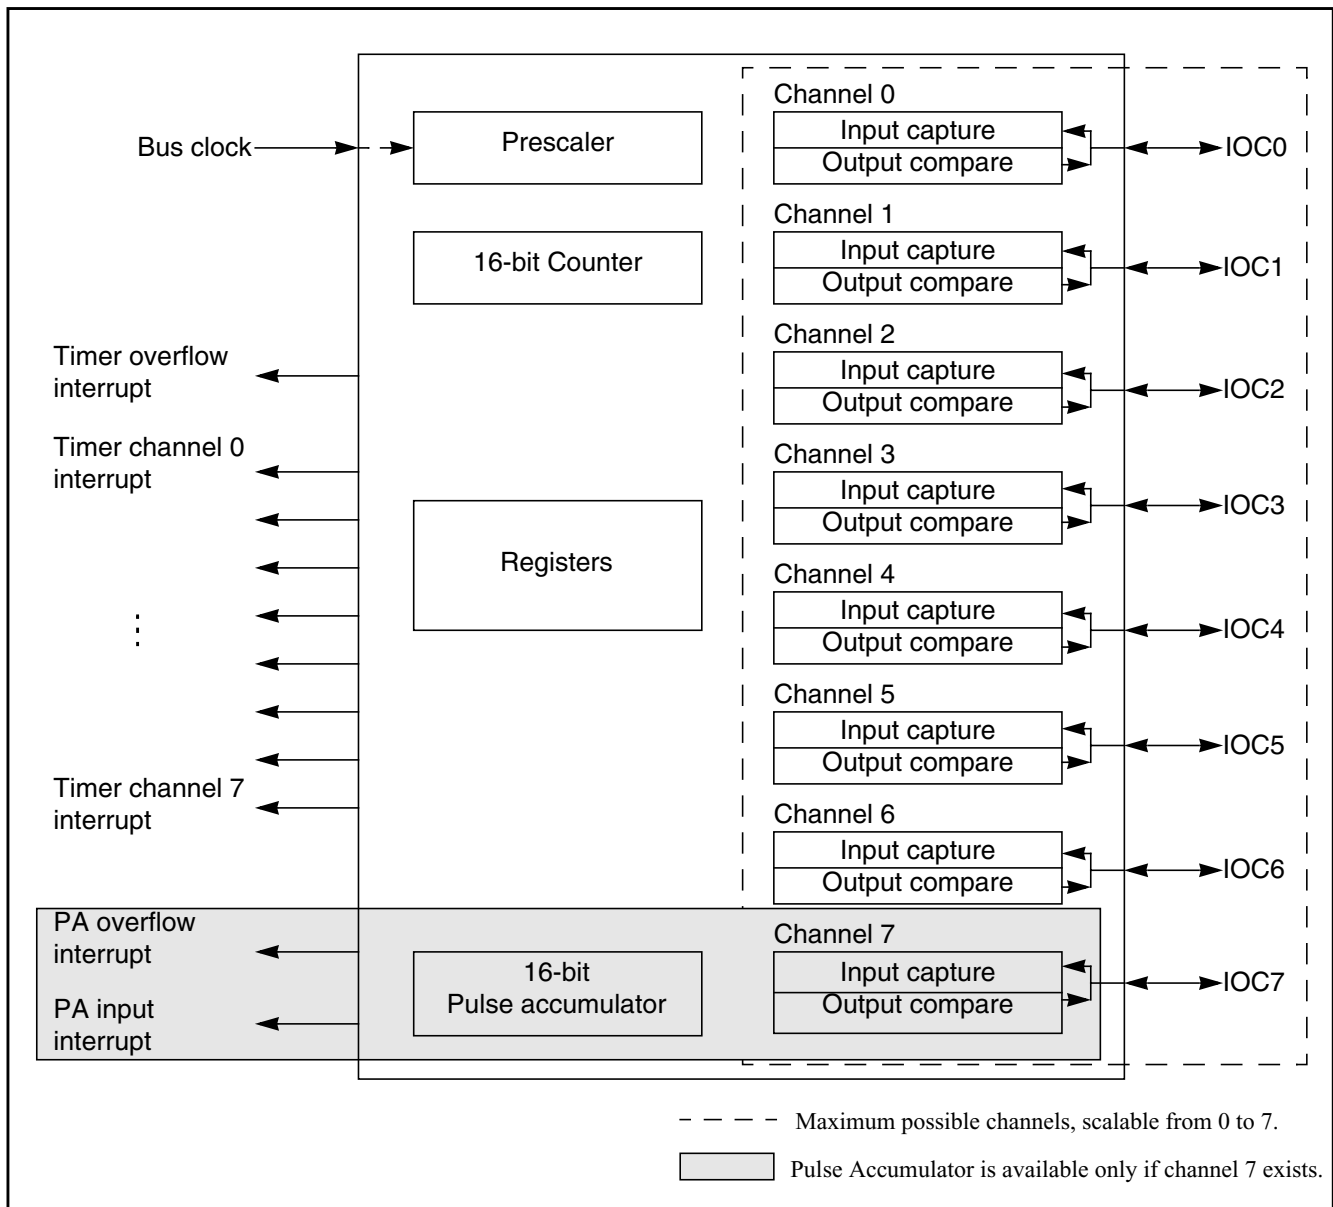 Channel 0
Bus clock
Prescaler
Input capture
Output compare
IOC0
Channel 1
16-bit Counter
Input capture
Output compare
IOC1
Channel 2
Timer overflow
interrupt
Input capture
Output compare
IOC2
Timer channel 0
interrupt
Channel 3
Input capture
Output compare
IOC3
Registers
Channel 4
Input capture
Output compare
IOC4
Channel 5
Input capture
Output compare
IOC5
Timer channel 7
interrupt
Channel 6
Input capture
Output compare
IOC6
PA overflow
interrupt
PA input
interrupt
16-bit
Pulse accumulator
Channel 7
Input capture
Output compare
IOC7
Maximum possible channels, scalable from 0 to 7.
Pulse Accumulator is available only if channel 7 exists.